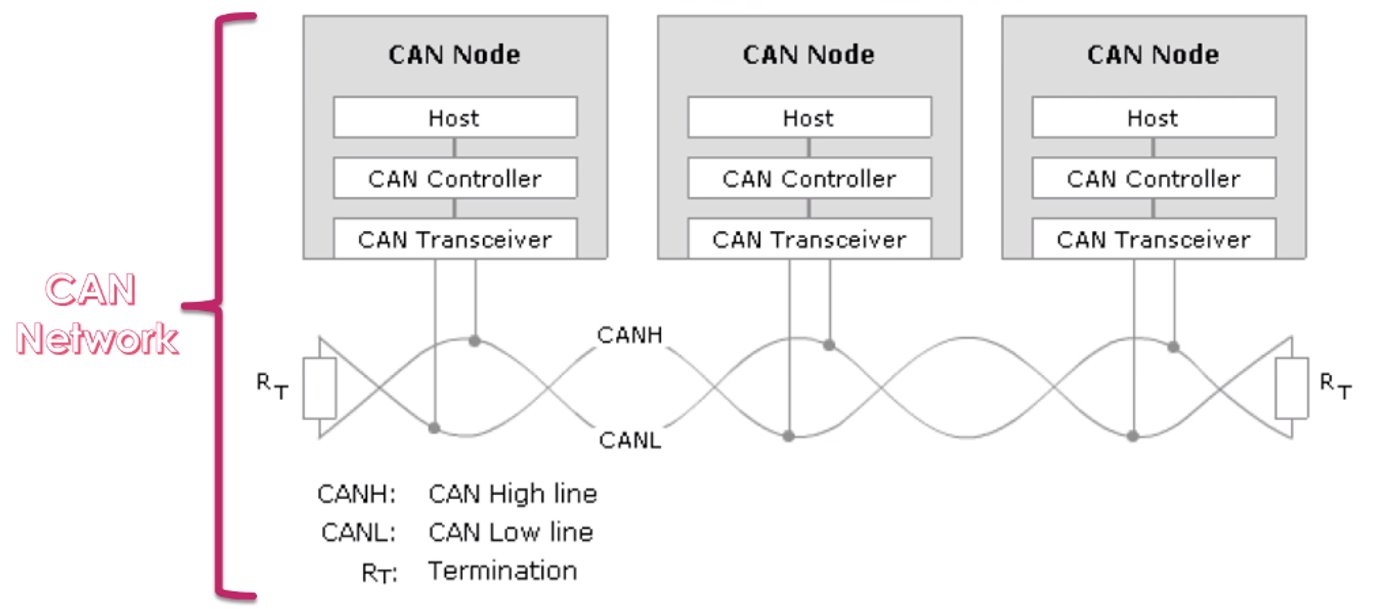 CAN Node
CAN Node
CAN Node
Host
Host
Host
CAN Controller
CAN Controller
CAN Controller
CAN Transceiver
CAN Transceiver
CAN Transceiver
CAN
Network
CANH
RT
RT
CANL
CANH: CAN High line
CANL: CAN Low line
RT: Termination